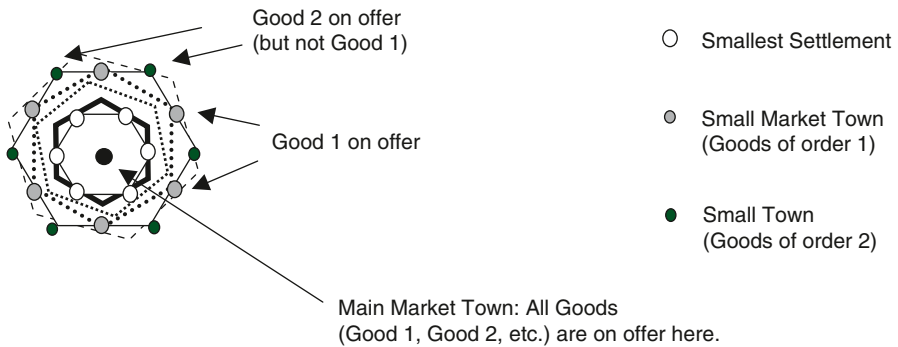 Good 2 on offer
(but not Good 1)
Good 1 on offer
Main Market Town: All Goods
(Good 1, Good 2, etc.) are on offer here.
Smallest Settlement
Small Market Town
(Goods of order 1)
Small Town
(Goods of order 2)